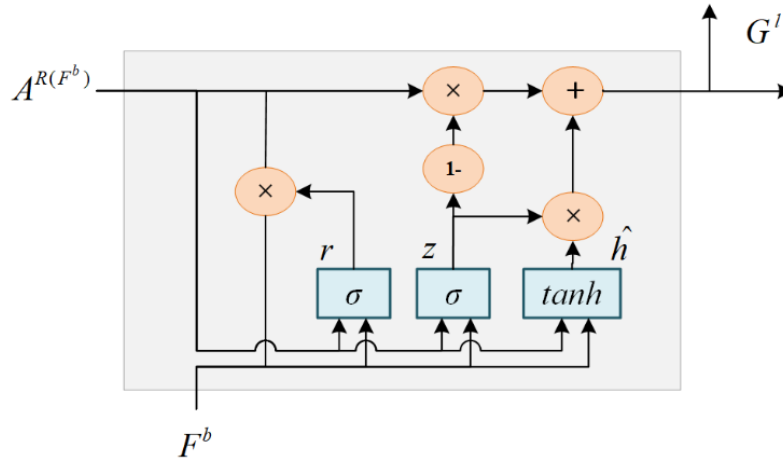 G^1
A^{R(F^b)}
×
+
1-
×
×
r
z
ĥ
σ
σ
tanh
F^b